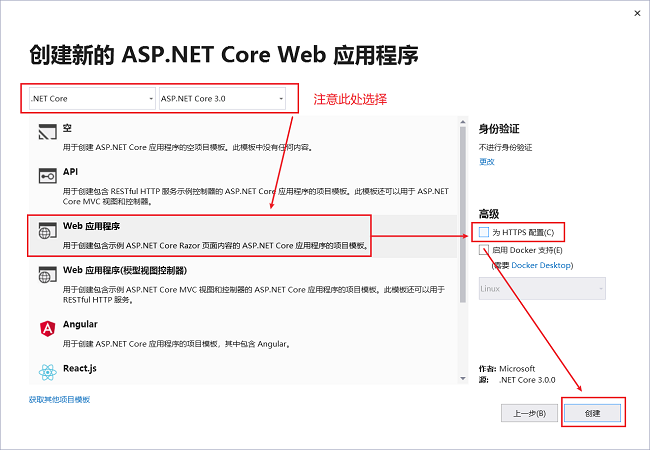 创建新的 ASP.NET Core Web 应用程序
.NET Core
ASP.NET Core 3.0
注意此处选择
空
用于创建 ASP.NET Core 应用程序的空项目模板。此模板中没有任何内容。
API
用于创建包含 RESTful HTTP 服务示例控制器的 ASP.NET Core 应用程序的项目模板。此模板还可以用于 ASP.NET
Core MVC 视图和控制器。
Web 应用程序
用于创建包含示例 ASP.NET Core Razor 页面内容的 ASP.NET Core 应用程序的项目模板。
Web 应用程序(模型视图控制器)
用于创建包含示例 ASP.NET Core MVC 视图和控制器的 ASP.NET Core 应用程序的项目模板。此模板还可以用于
RESTful HTTP 服务。
Angular
用于创建 ASP.NET Core 应用程序的项目模板，其中包含 Angular。
React.js
获取其他项目模板
身份验证
不进行身份验证
更改
高级
为 HTTPS 配置(C)
启用 Docker 支持(E)
(需要 Docker Desktop)
Linux
作者: Microsoft
源: .NET Core 3.0.0
上一步(B)
创建